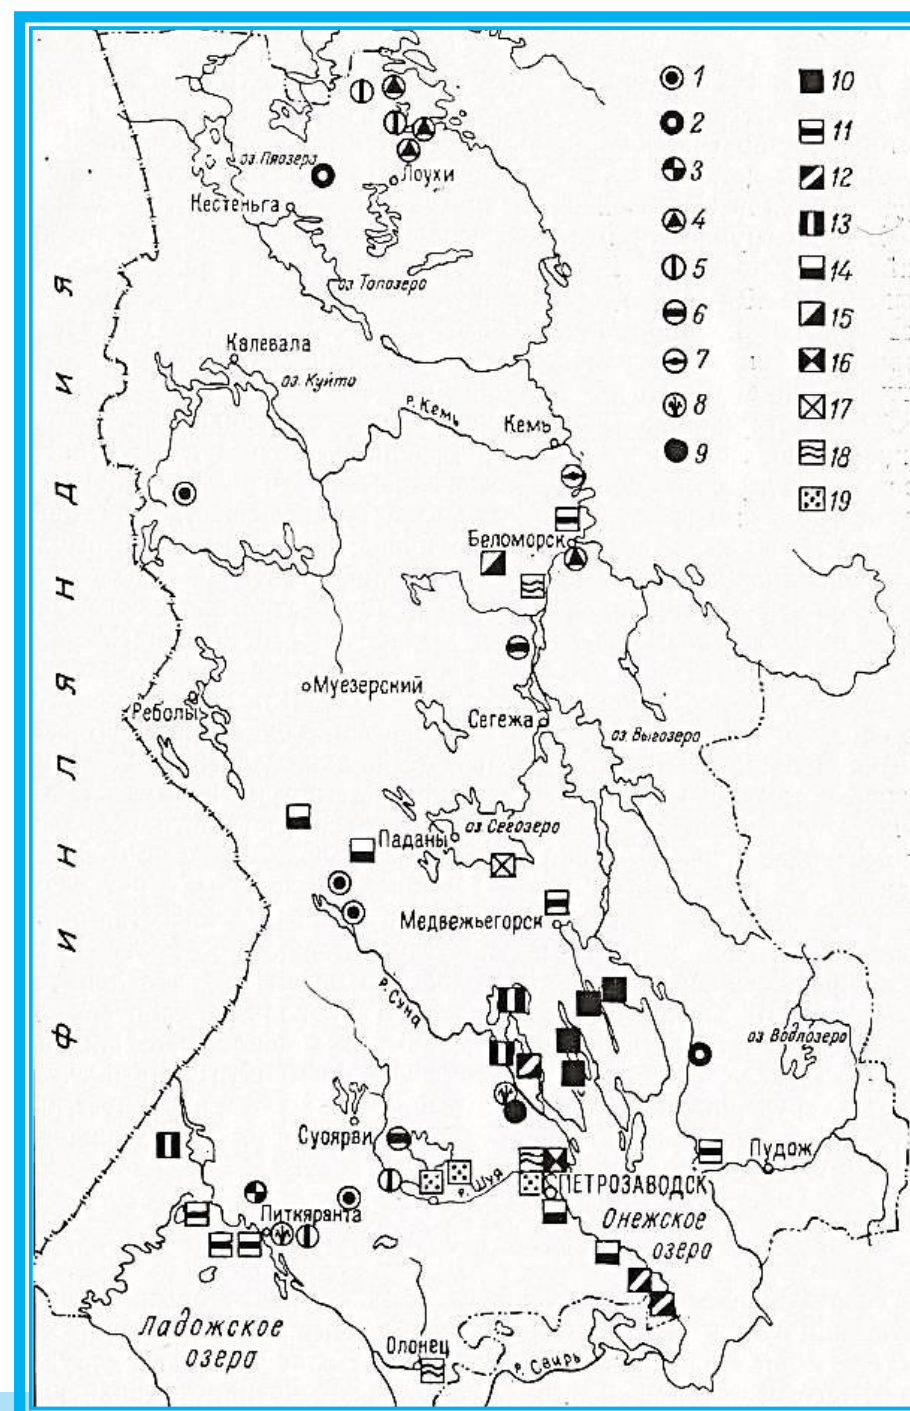 1
10
2
11
3
12
4
13
5
14
6
15
7
16
8
17
9
18
19
оз. Пяозеро
Лоухи
Кестеньга
оз. Топозеро
Калевала
оз. Куйто
р. Кемь
Кемь
Беломорск
ФИНЛЯНДИЯ
Муезерский
Реболы
Сегежа
оз. Выгозеро
оз. Сегозеро
Паданы
Медвежьегорск
р. Суна
оз. Водлозеро
Суоярви
Пудож
р. Шуя
ПЕТРОЗАВОДСК
Питкяранта
Онежское
озеро
Ладожское
озеро
Олонец
р. Свирь